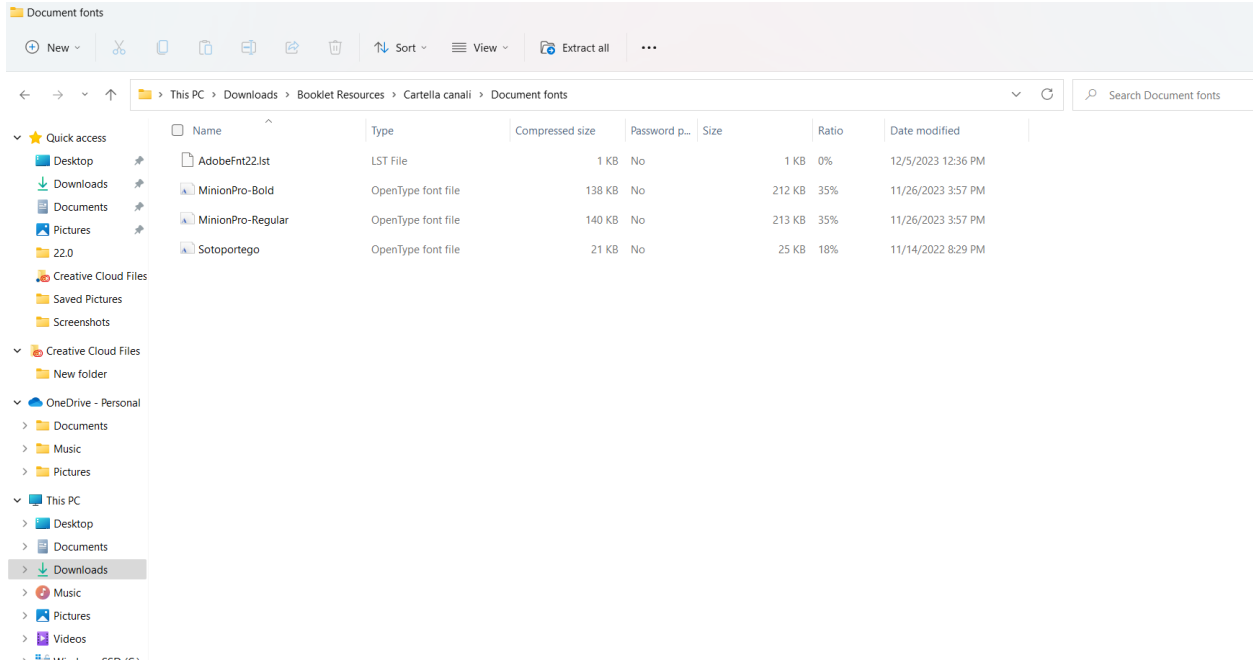 Document fonts
New
Sort
View
Extract all
This PC > Downloads > Booklet Resources > Cartella canali > Document fonts
Search Document fonts
Name Type Compressed size Password p... Size Ratio Date modified
AdobeFnt22.lst LST File 1 KB No 1 KB 0% 12/5/2023 12:36 PM
MinionPro-Bold OpenType font file 138 KB No 212 KB 35% 11/26/2023 3:57 PM
MinionPro-Regular OpenType font file 140 KB No 213 KB 35% 11/26/2023 3:57 PM
Sotoportego OpenType font file 21 KB No 25 KB 18% 11/14/2022 8:29 PM
Quick access
Desktop
Downloads
Documents
Pictures
22.0
Creative Cloud Files
Saved Pictures
Screenshots
Creative Cloud Files
New folder
OneDrive - Personal
Documents
Music
Pictures
This PC
Desktop
Documents
Downloads
Music
Pictures
Videos